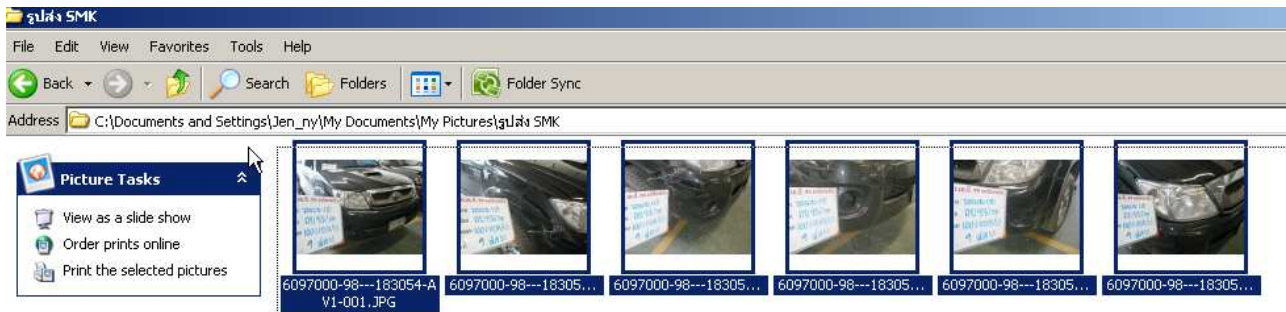 รูปส่ง SMK
File Edit View Favorites Tools Help
Back Search Folders Folder Sync
Address C:\Documents and Settings\Jen_ny\My Documents\My Pictures\รูปส่ง SMK
Picture Tasks
View as a slide show
Order prints online
Print the selected pictures
6097000-98---183054-A
V1-001.JPG
6097000-98---18305...
6097000-98---18305...
6097000-98---18305...
6097000-98---18305...
6097000-98---18305...